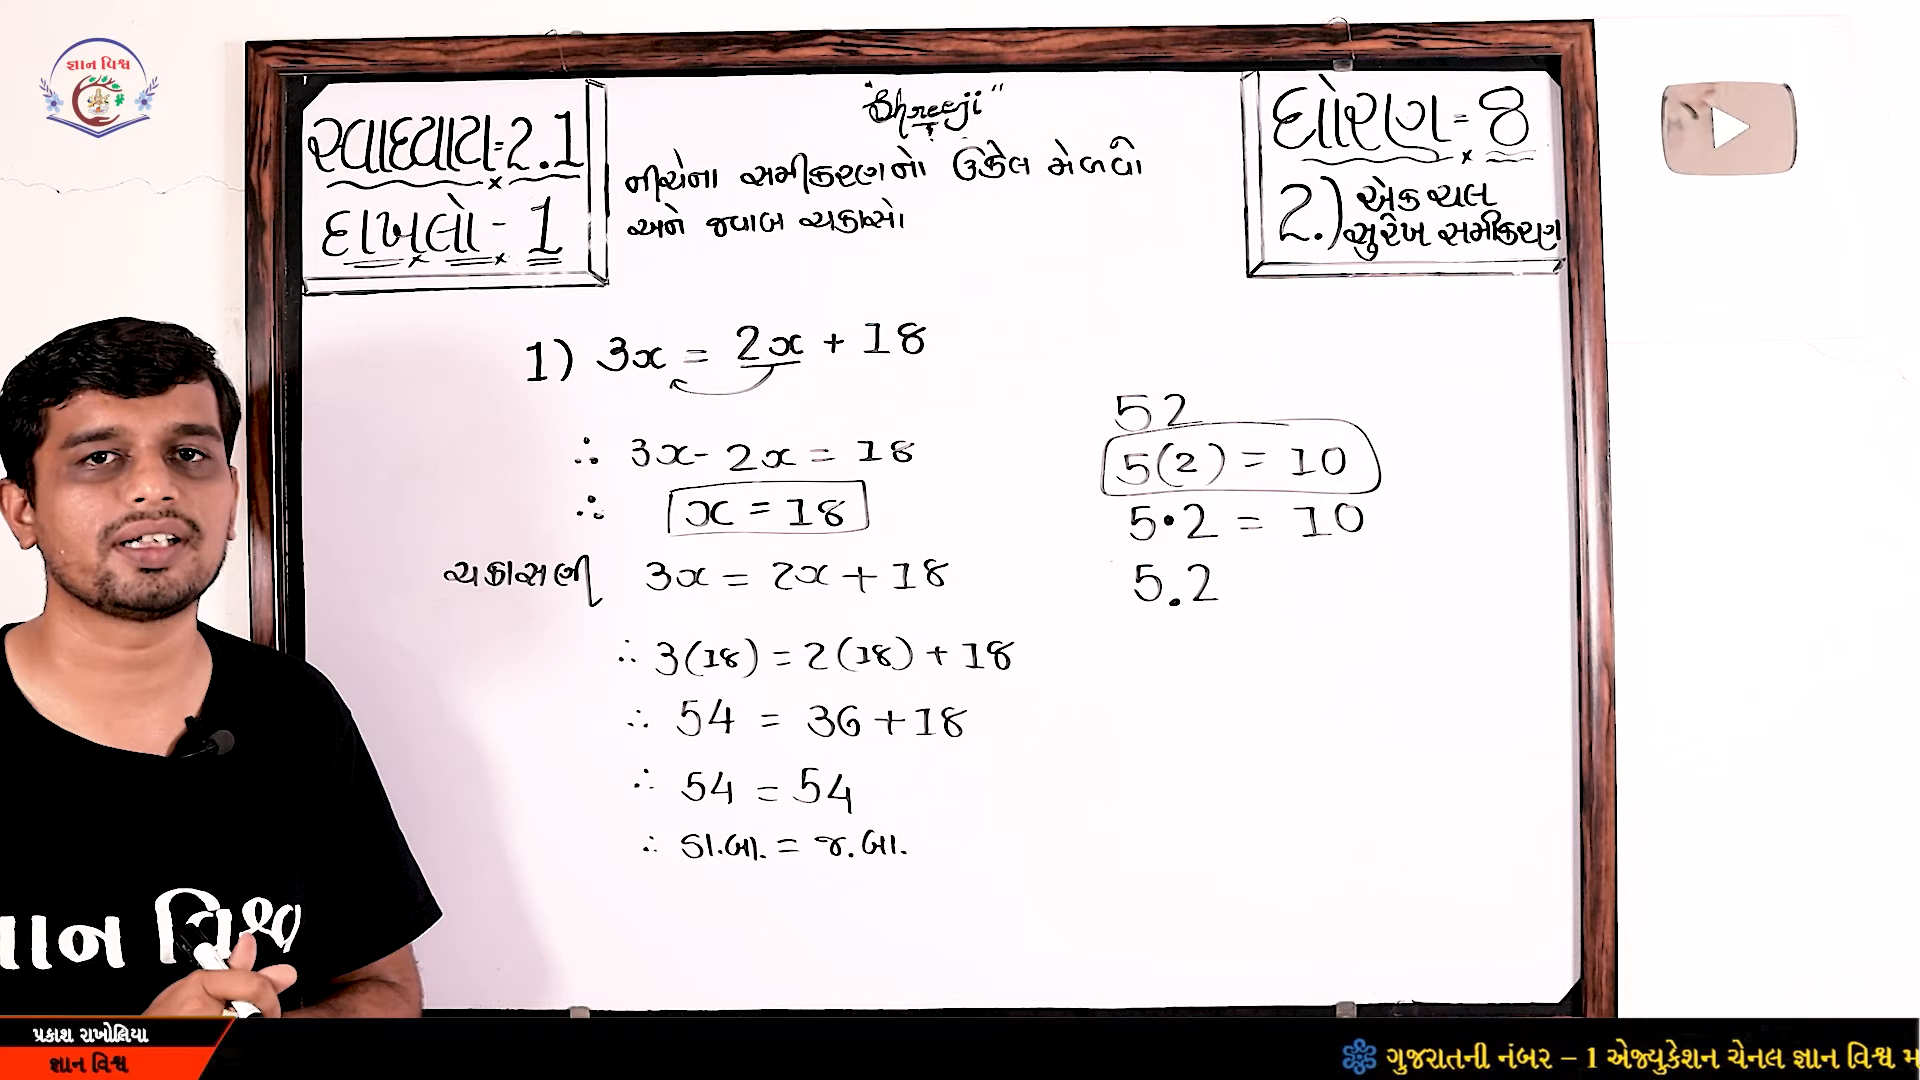 જ્ઞાન વિશ્વ
"Shreeji"
સ્વાધ્યાય=2.1
દાખલો - 1
નીચેના સમીકરણનો ઉકેલ મેળવો
અને જવાબ ચકાસો
ધોરણ = 8
2.) એક ચલ
સુરેખ સમીકરણ
1) 3x = 2x + 18
∴ 3x - 2x = 18
∴ x = 18
ચકાસણી 3x = 2x + 18
∴ 3(18) = 2(18) + 18
∴ 54 = 36 + 18
∴ 54 = 54
∴ ડા.બા. = જ.બા.
52
5(2) = 10
5·2 = 10
5.2
ાન વિશ્વ
પ્રકાશ રાખોલિયા
જ્ઞાન વિશ્વ
ગુજરાતની નંબર – 1 એજ્યુકેશન ચેનલ જ્ઞાન વિશ્વ